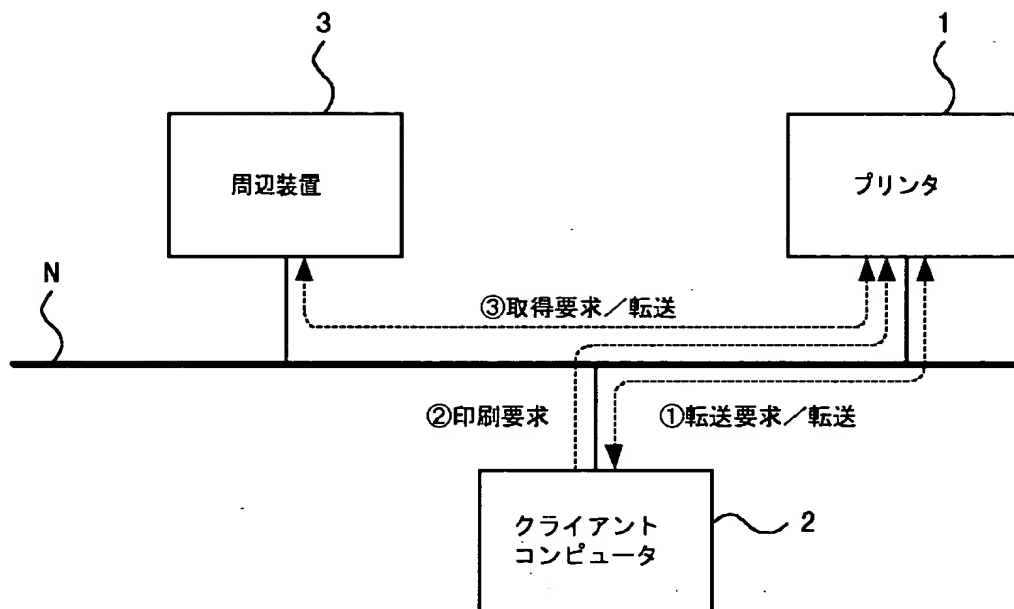 3
1
周辺装置
プリンタ
N
③取得要求／転送
②印刷要求
①転送要求／転送
クライアント
コンピュータ
2